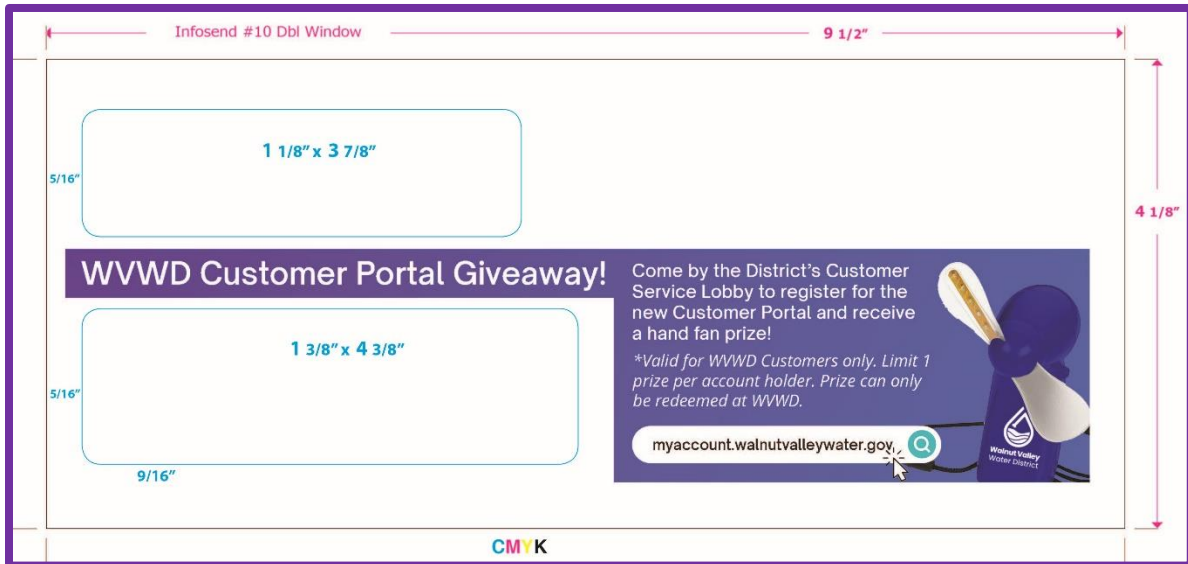 Infosend #10 Dbl Window
9 1/2"
1 1/8" x 3 7/8"
5/16"
4 1/8"
WVWD Customer Portal Giveaway!
Come by the District's Customer
Service Lobby to register for the
new Customer Portal and receive
a hand fan prize!
*Valid for WVWD Customers only. Limit 1
prize per account holder. Prize can only
be redeemed at WVWD.
myaccount.walnutvalleywater.gov
Walnut Valley
Water District
1 3/8" x 4 3/8"
5/16"
9/16"
CMYK